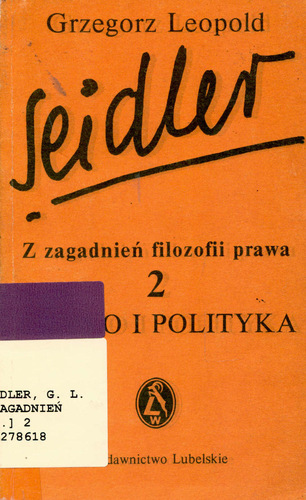 Grzegorz Leopold
Seidler
Z zagadnień filozofii prawa
2
O I POLITYKA
DLER, G. L.
AGADNIEŃ
.] 2
278618
W
dawnictwo Lubelskie